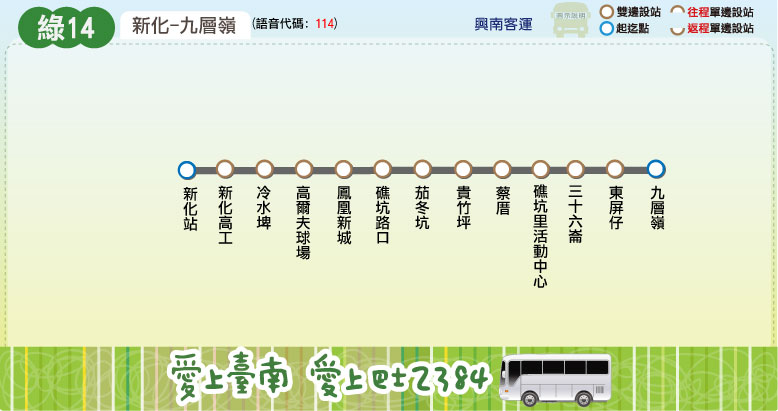 綠14
新化-九層嶺
(語音代碼：114)
興南客運
圖示說明
雙邊設站
往程單邊設站
起迄點
返程單邊設站
新化站
新化高工
冷水埤
高爾夫球場
鳳凰新城
礁坑路口
茄冬坑
貴竹坪
蔡厝
礁坑里活動中心
三十六崙
東屏仔
九層嶺
愛上臺南 愛上巴士2384